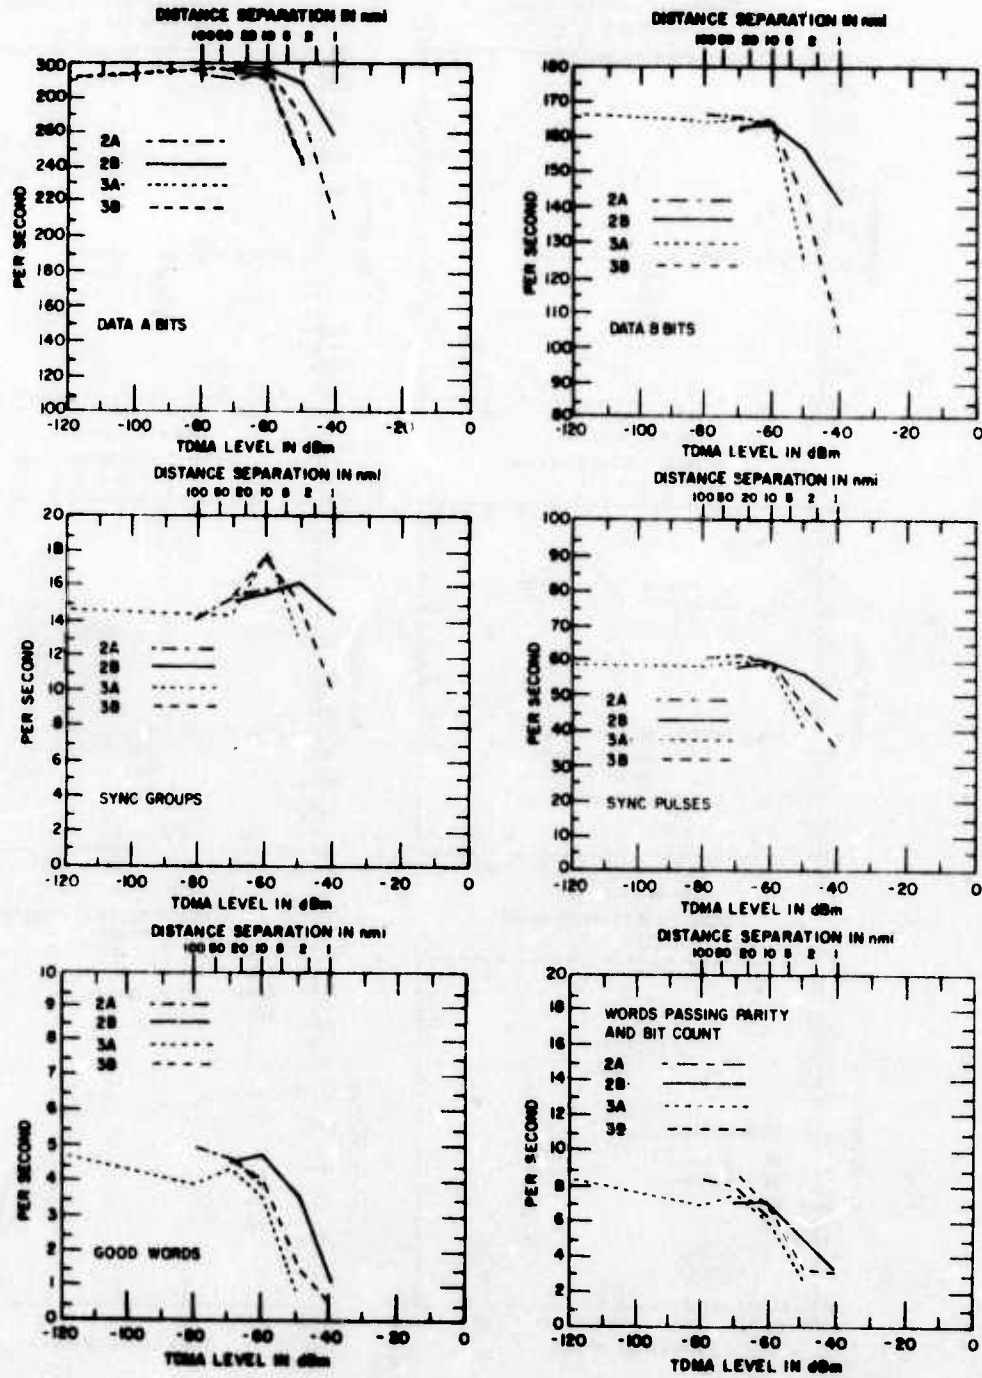 DISTANCE SEPARATION IN nmi
100 50 20 10 5 2 1
300
280
260
240
220
200
180
160
140
120
100
PER SECOND
2A
2B
3A
3B
DATA A BITS
-120 -100 -80 -60 -40 -20 0
TDMA LEVEL IN dBm
DISTANCE SEPARATION IN nmi
100 50 20 10 5 2 1
180
170
160
150
140
130
120
110
100
90
80
PER SECOND
2A
2B
3A
3B
DATA B BITS
-120 -100 -80 -60 -40 -20 0
TDMA LEVEL IN dBm
DISTANCE SEPARATION IN nmi
100 50 20 10 5 2 1
20
18
16
14
12
10
8
6
4
2
0
PER SECOND
2A
2B
3A
3B
SYNC GROUPS
-120 -100 -80 -60 -40 -20 0
TDMA LEVEL IN dBm
DISTANCE SEPARATION IN nmi
100 50 20 10 5 2 1
100
90
80
70
60
50
40
30
20
10
0
PER SECOND
2A
2B
3A
3B
SYNC PULSES
-120 -100 -80 -60 -40 -20 0
TDMA LEVEL IN dBm
DISTANCE SEPARATION IN nmi
100 50 20 10 5 2 1
10
9
8
7
6
5
4
3
2
1
0
PER SECOND
2A
2B
3A
3B
GOOD WORDS
-120 -100 -80 -60 -40 -20 0
TDMA LEVEL IN dBm
DISTANCE SEPARATION IN nmi
100 50 20 10 5 2 1
20
18
16
14
12
10
8
6
4
2
0
PER SECOND
WORDS PASSING PARITY
AND BIT COUNT
2A
2B
3A
3B
-120 -100 -80 -60 -40 -20 0
TDMA LEVEL IN dBm